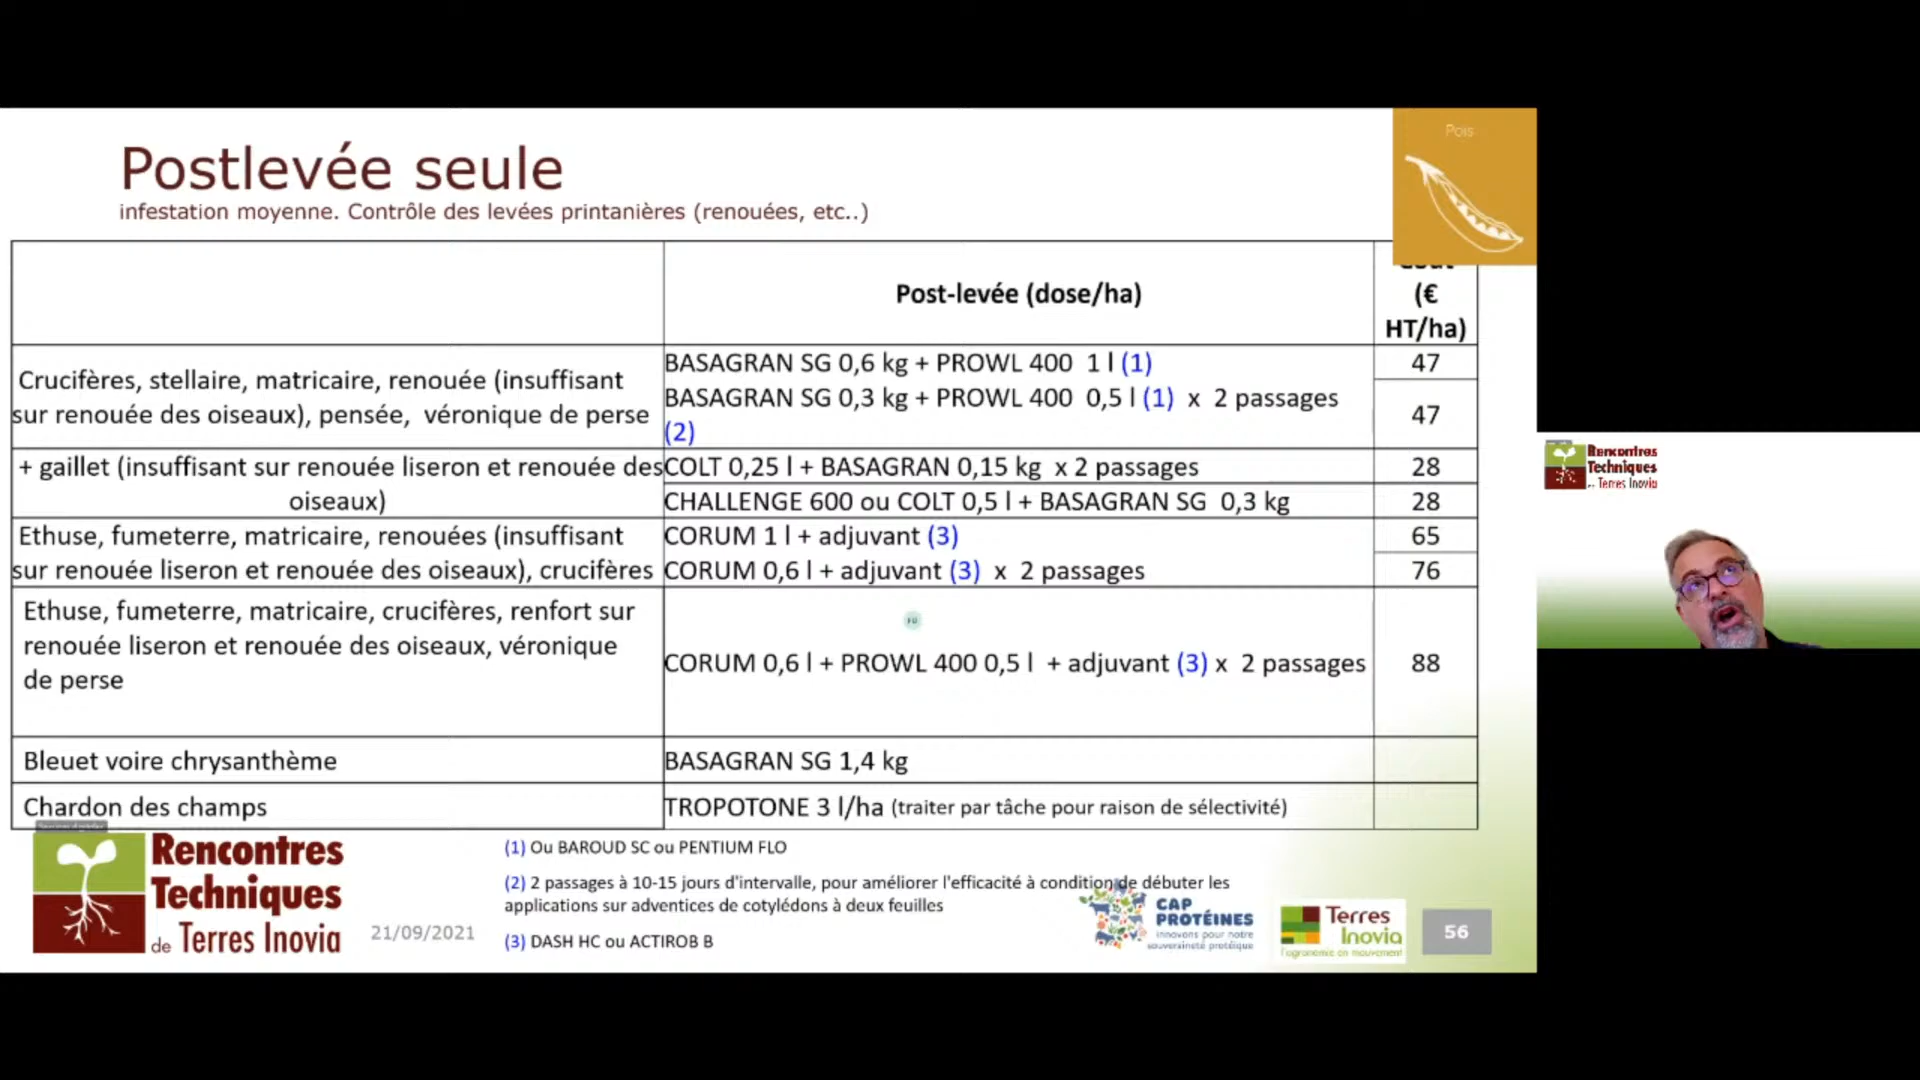 Pois
Postlevée seule
infestation moyenne. Contrôle des levées printanières (renouées, etc..)
Post-levée (dose/ha)
(€
HT/ha)
Crucifères, stellaire, matricaire, renouée (insuffisant
sur renouée des oiseaux), pensée, véronique de perse
BASAGRAN SG 0,6 kg + PROWL 400 1 l (1)
47
BASAGRAN SG 0,3 kg + PROWL 400 0,5 l (1) x 2 passages
(2)
47
+ gaillet (insuffisant sur renouée liseron et renouée des
oiseaux)
COLT 0,25 l + BASAGRAN 0,15 kg x 2 passages
28
CHALLENGE 600 ou COLT 0,5 l + BASAGRAN SG 0,3 kg
28
Ethuse, fumeterre, matricaire, renouées (insuffisant
sur renouée liseron et renouée des oiseaux), crucifères
CORUM 1 l + adjuvant (3)
65
CORUM 0,6 l + adjuvant (3) x 2 passages
76
Ethuse, fumeterre, matricaire, crucifères, renfort sur
renouée liseron et renouée des oiseaux, véronique
de perse
CORUM 0,6 l + PROWL 400 0,5 l + adjuvant (3) x 2 passages
88
Bleuet voire chrysanthème
BASAGRAN SG 1,4 kg
Chardon des champs
TROPOTONE 3 l/ha (traiter par tâche pour raison de sélectivité)
Rencontres
Techniques
de Terres Inovia
21/09/2021
(1) Ou BAROUD SC ou PENTIUM FLO
(2) 2 passages à 10-15 jours d'intervalle, pour améliorer l'efficacité à condition de débuter les
applications sur adventices de cotylédons à deux feuilles
(3) DASH HC ou ACTIROB B
CAP
PROTÉINES
innovons pour notre
souveraineté protéique
Terres
Inovia
l'agronomie en mouvement
56
Rencontres
Techniques
de Terres Inovia